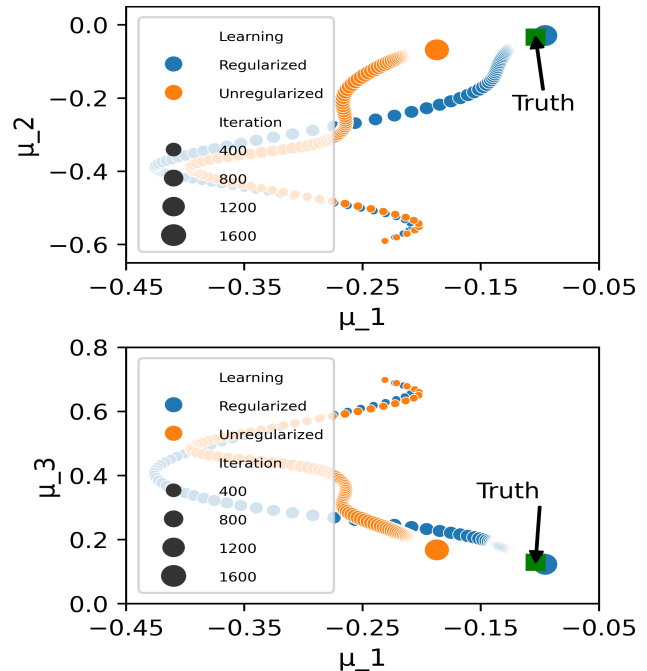 0.0
−0.2
−0.4
−0.6
μ_2
Learning
Regularized
Unregularized
Iteration
400
800
1200
1600
Truth
−0.45
−0.35
−0.25
−0.15
−0.05
μ_1
0.8
0.6
0.4
0.2
0.0
μ_3
Learning
Regularized
Unregularized
Iteration
400
800
1200
1600
Truth
−0.45
−0.35
−0.25
−0.15
−0.05
μ_1